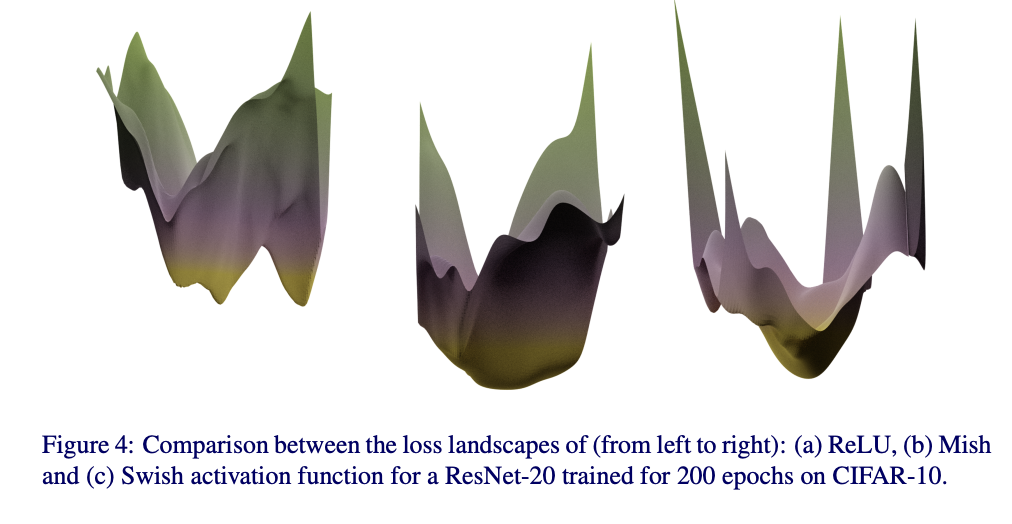 Figure 4: Comparison between the loss landscapes of (from left to right): (a) ReLU, (b) Mish
and (c) Swish activation function for a ResNet-20 trained for 200 epochs on CIFAR-10.